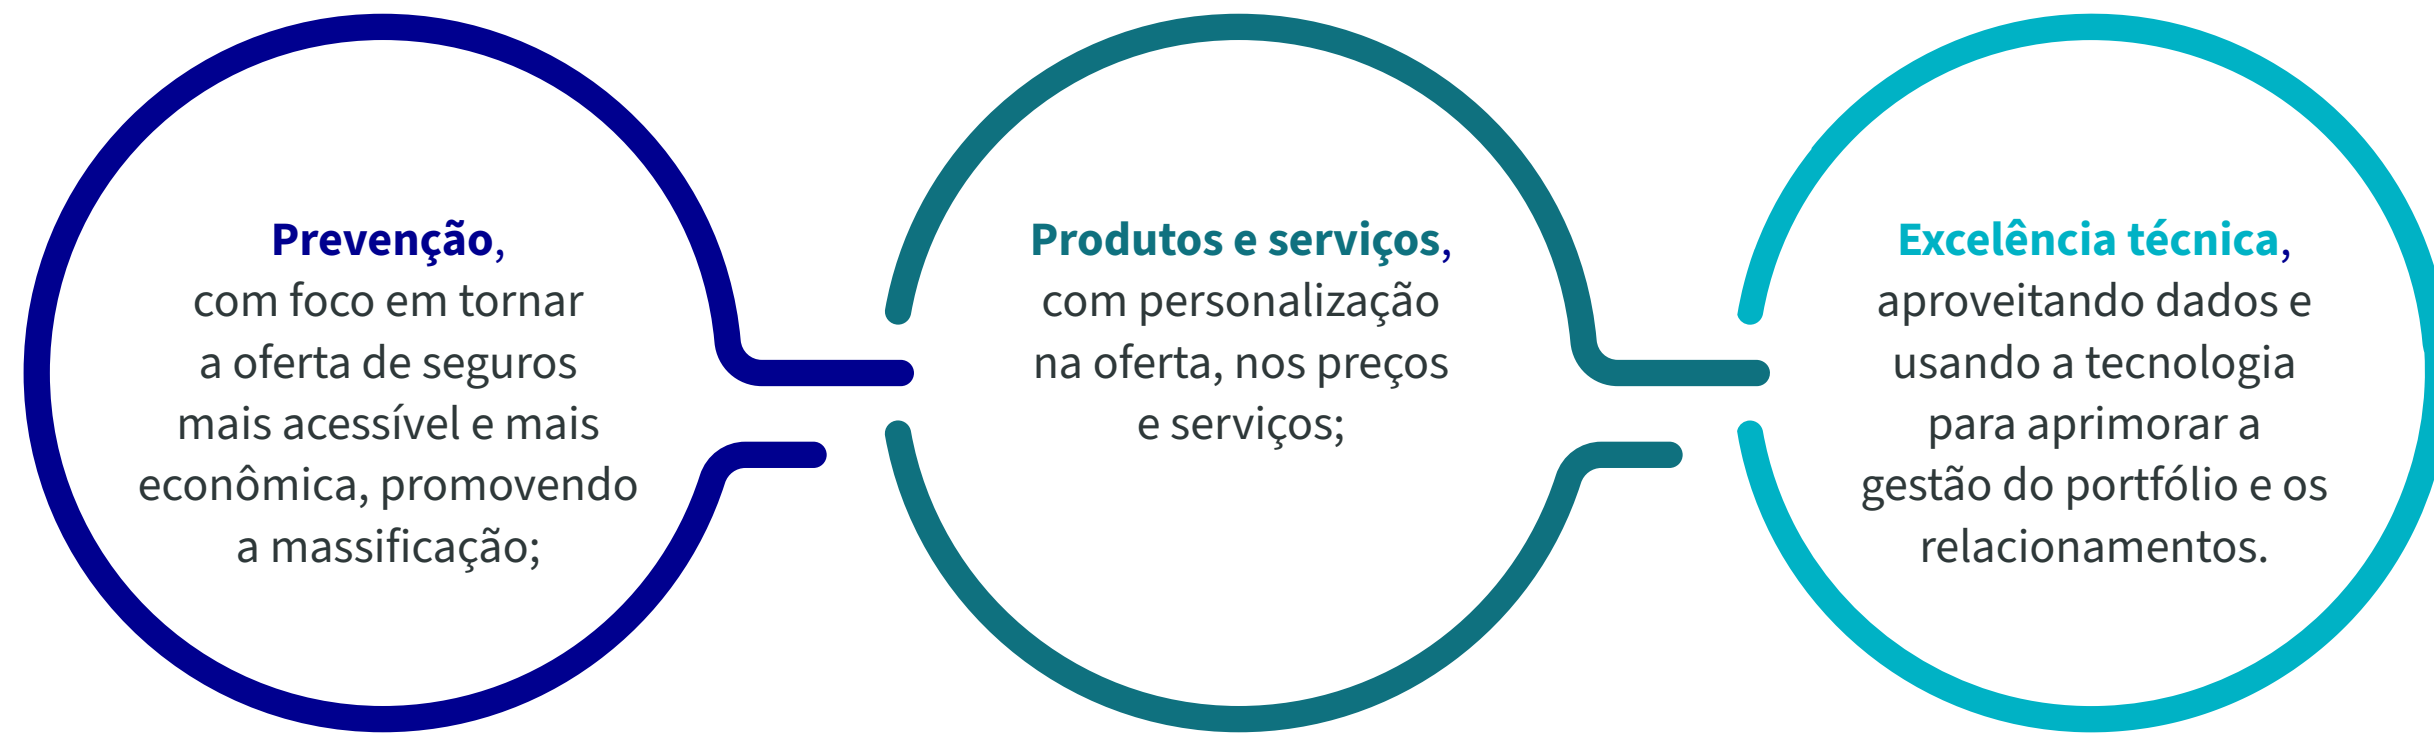 Prevenção,
com foco em tornar
a oferta de seguros
mais acessível e mais
econômica, promovendo
a massificação;
Produtos e serviços,
com personalização
na oferta, nos preços
e serviços;
Excelência técnica,
aproveitando dados e
usando a tecnologia
para aprimorar a
gestão do portfólio e os
relacionamentos.